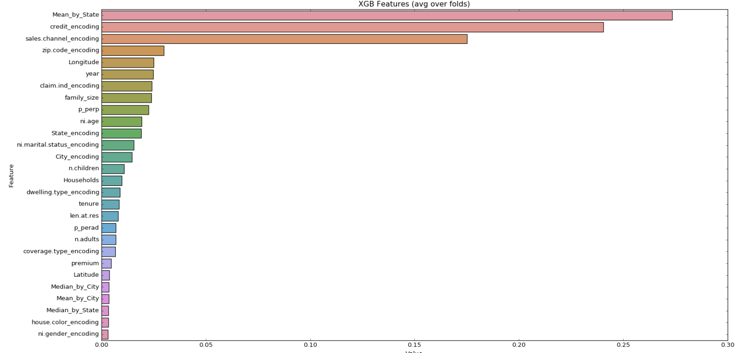 XGB Features (avg over folds)
Mean_by_State
credit_encoding
sales.channel_encoding
zip.code_encoding
Longitude
year
claim.ind_encoding
family_size
p_perp
ni.age
State_encoding
ni.marital.status_encoding
City_encoding
n.children
Households
dwelling.type_encoding
tenure
len.at.res
p_perad
n.adults
coverage.type_encoding
premium
Latitude
Median_by_City
Mean_by_City
Median_by_State
house.color_encoding
ni.gender_encoding
Feature
0.00 0.05 0.10 0.15 0.20 0.25 0.30